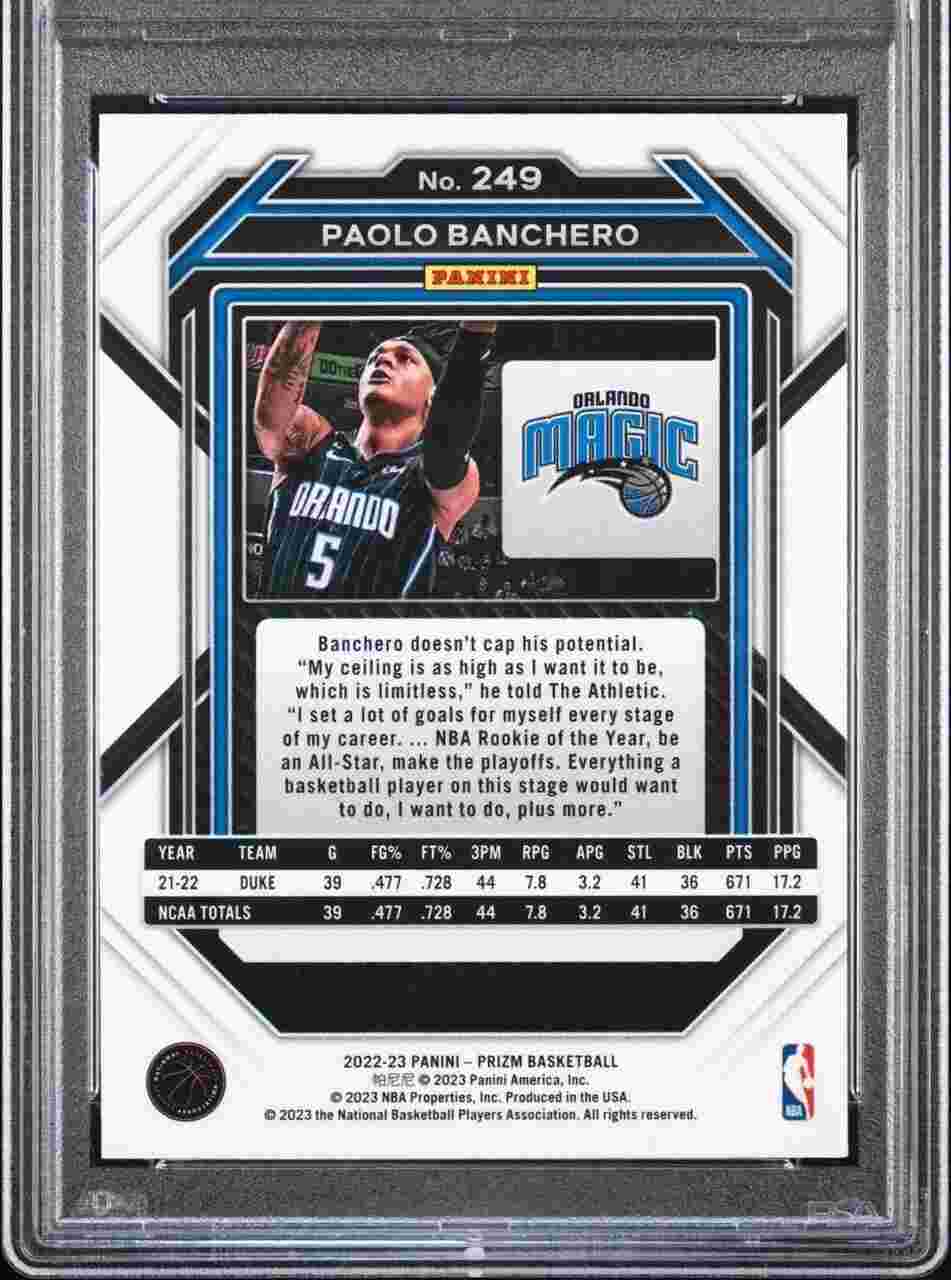 No. 249
PAOLO BANCHERO
PANINI
ORLANDO
MAGIC
ORLANDO
5
Banchero doesn't cap his potential.
“My ceiling is as high as I want it to be,
which is limitless,” he told The Athletic.
“I set a lot of goals for myself every stage
of my career. ... NBA Rookie of the Year, be
an All-Star, make the playoffs. Everything a
basketball player on this stage would want
to do, I want to do, plus more.”
YEAR TEAM G FG% FT% 3PM RPG APG STL BLK PTS PPG
21-22 DUKE 39 .477 .728 44 7.8 3.2 41 36 671 17.2
NCAA TOTALS 39 .477 .728 44 7.8 3.2 41 36 671 17.2
2022-23 PANINI – PRIZM BASKETBALL
帕尼尼 © 2023 Panini America, Inc.
© 2023 NBA Properties, Inc. Produced in the USA.
© 2023 the National Basketball Players Association. All rights reserved.
NBA
PSA